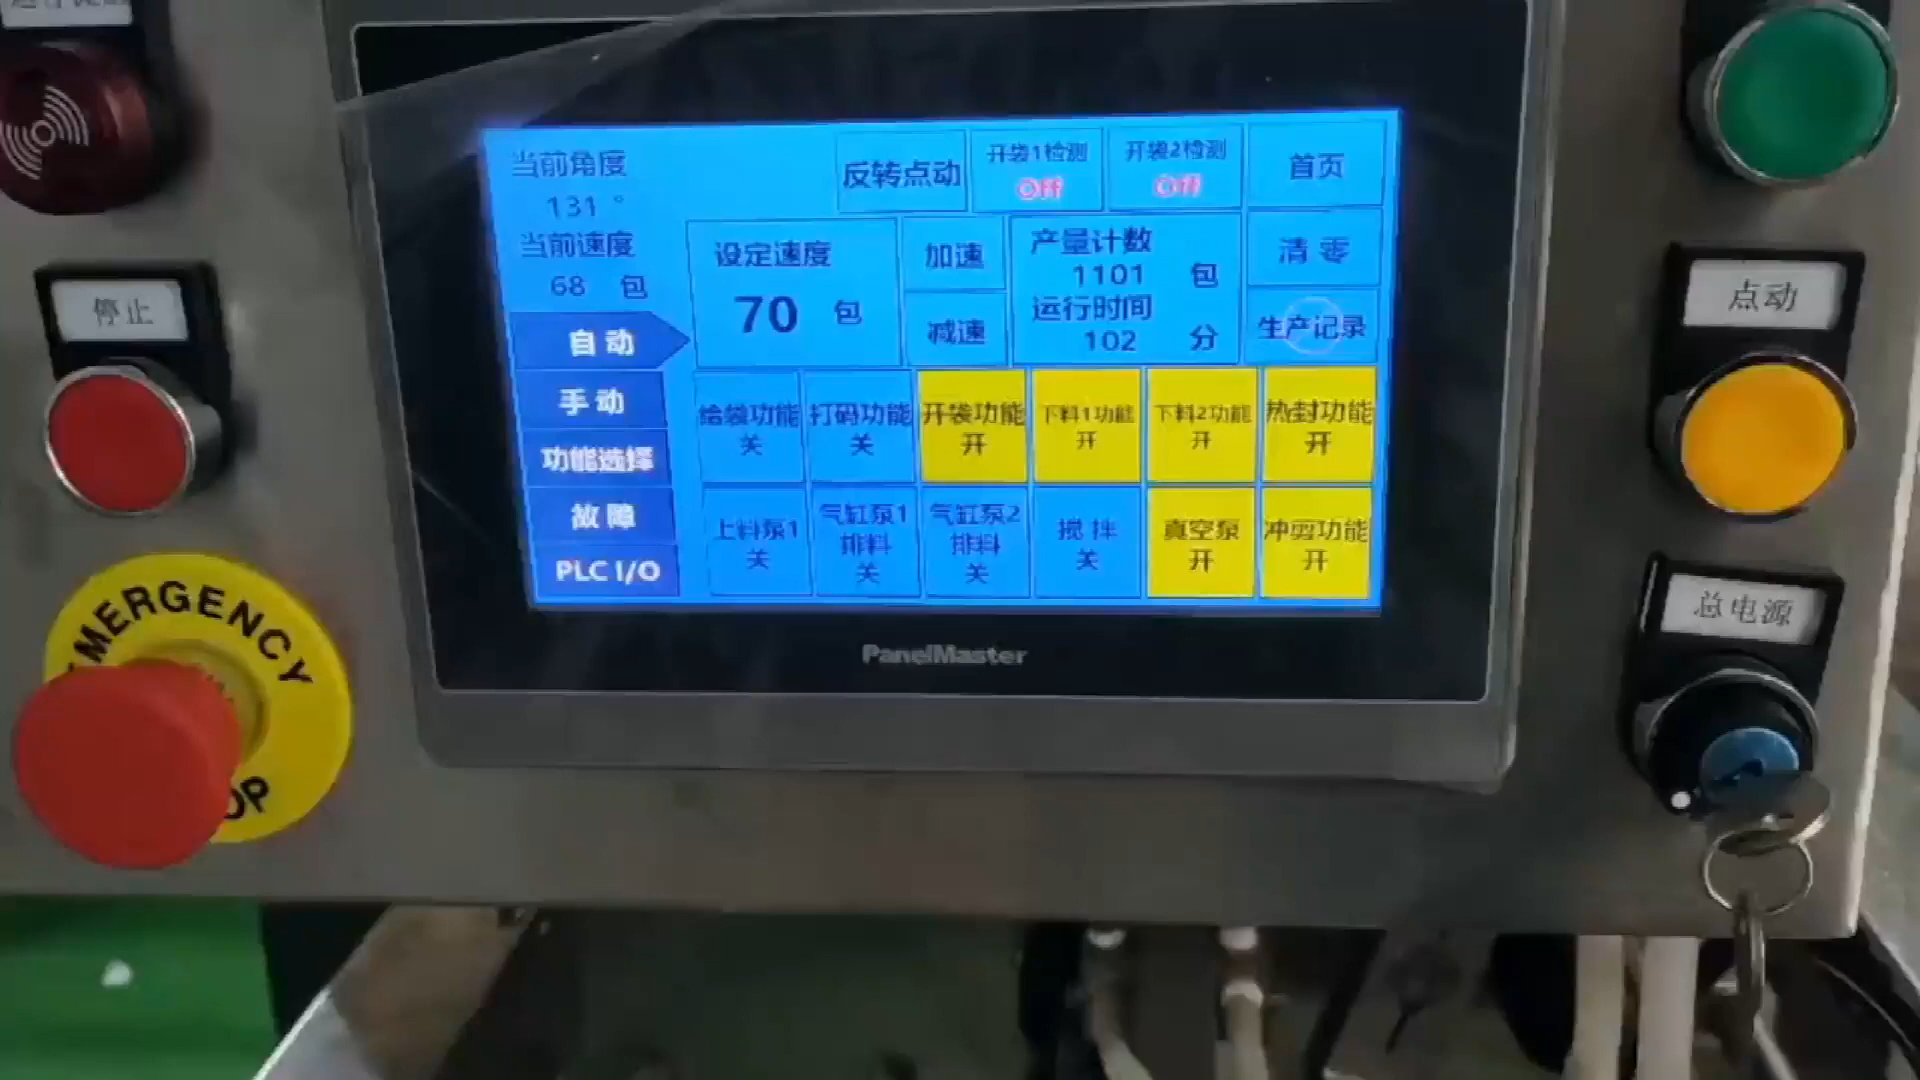 当前角度
131 °
当前速度
68 包
反转点动
开袋1检测
Off
开袋2检测
Off
首页
设定速度
70 包
加速
减速
产量计数
1101 包
运行时间
102 分
清 零
生产记录
自 动
手 动
功能选择
故 障
PLC I/O
给袋功能
关
打码功能
关
开袋功能
开
下料1功能
开
下料2功能
开
热封功能
开
上料泵1
关
气缸泵1
排料
关
气缸泵2
排料
关
搅 拌
关
真空泵
开
冲剪功能
开
PanelMaster
停止
EMERGENCY
点动
总电源